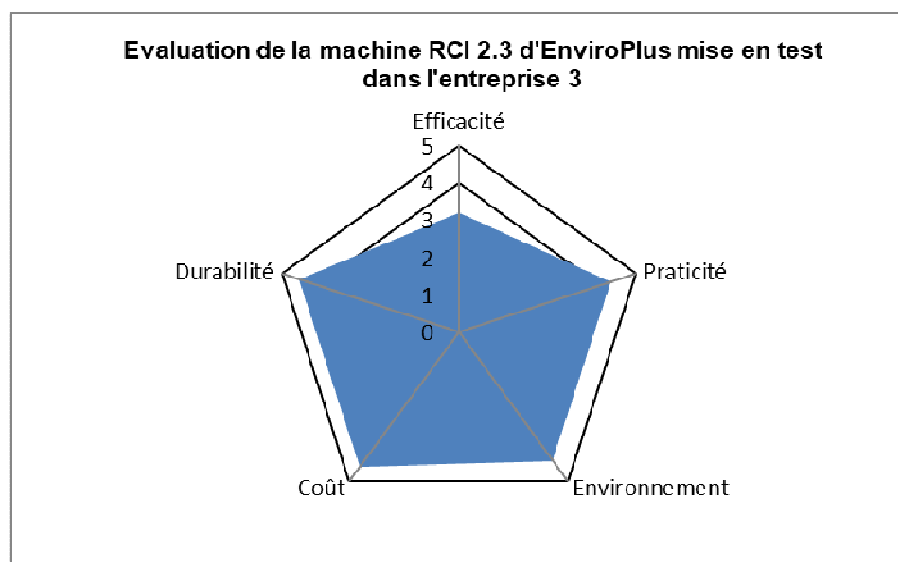 Evaluation de la machine RCI 2.3 d'EnviroPlus mise en test
dans l'entreprise 3
Efficacité
5
4
3
2
1
0
Durabilité
Praticité
Coût
Environnement